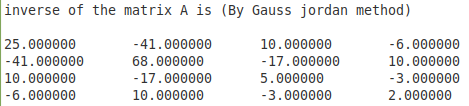 inverse of the matrix A is (By Gauss jordan method)
25.000000 -41.000000 10.000000 -6.000000
-41.000000 68.000000 -17.000000 10.000000
10.000000 -17.000000 5.000000 -3.000000
-6.000000 10.000000 -3.000000 2.000000